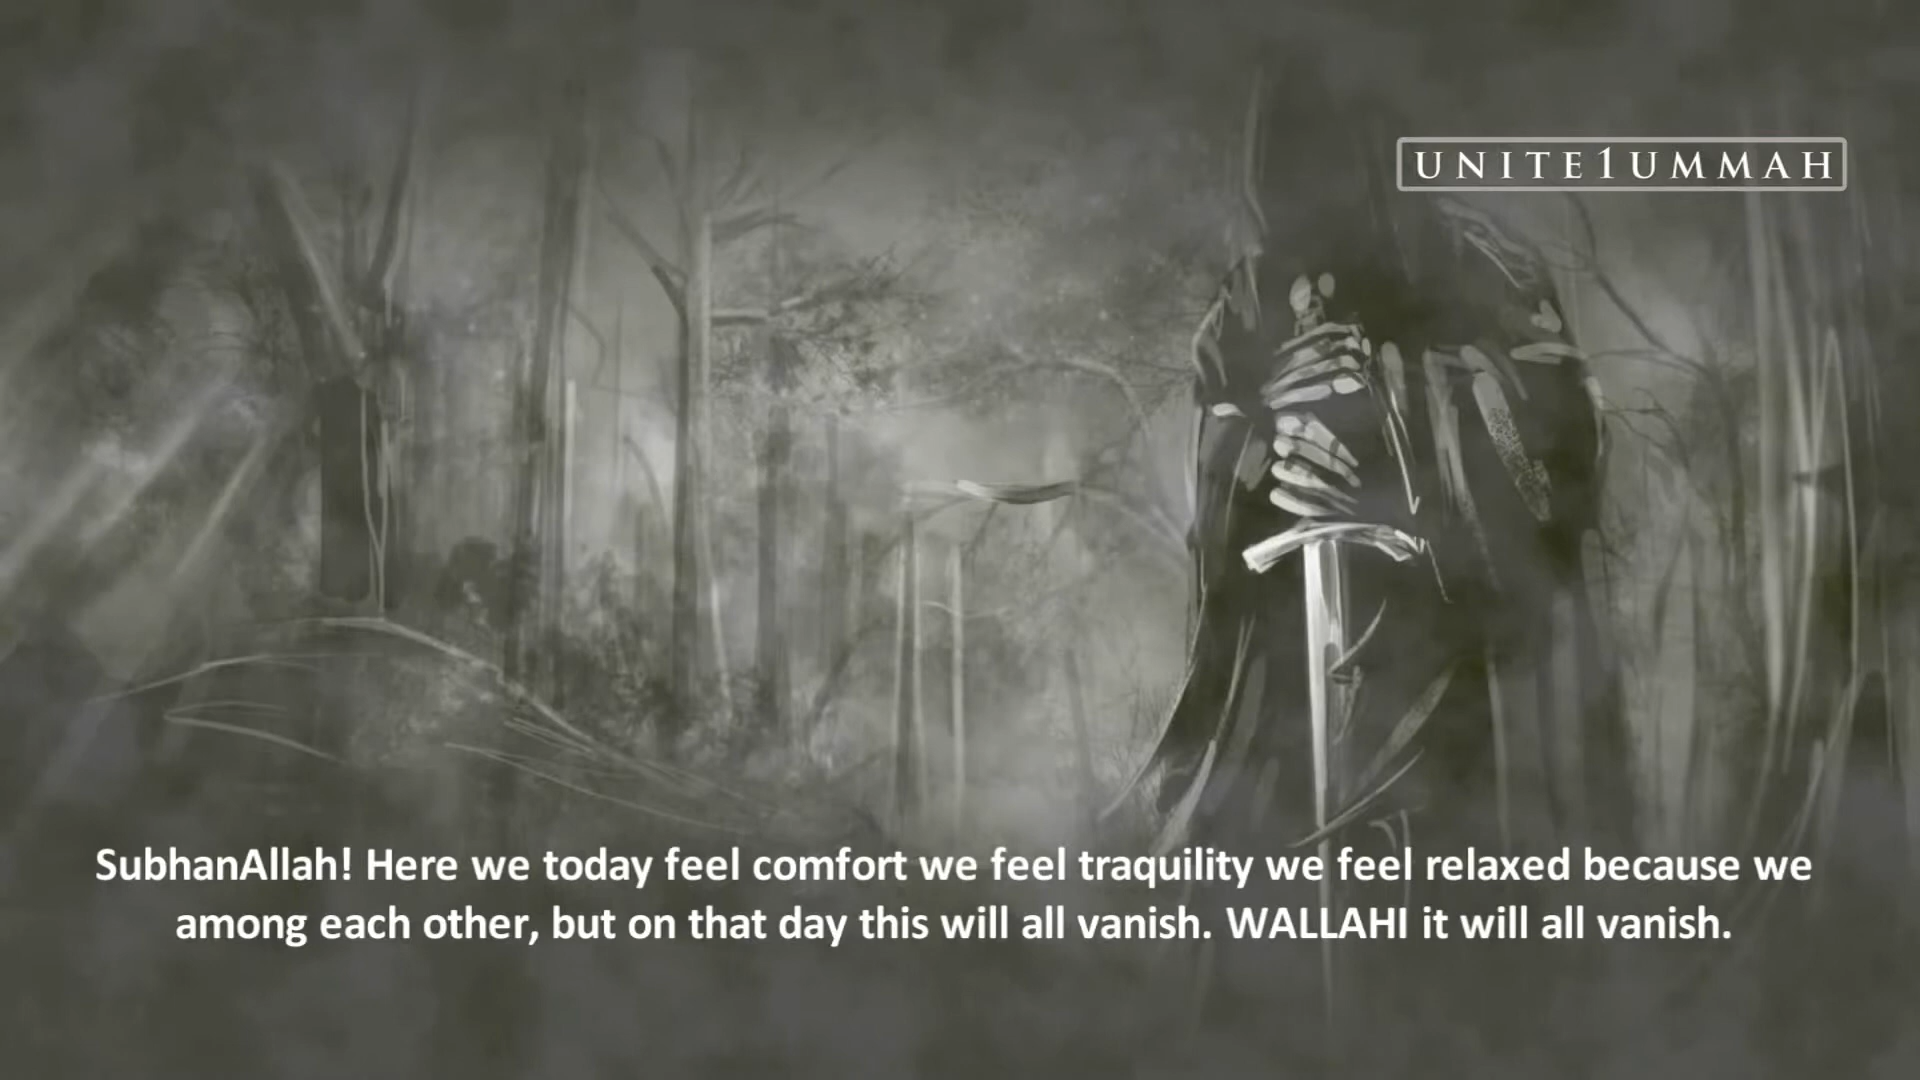 UNITE1UMMAH
SubhanAllah! Here we today feel comfort we feel traquility we feel relaxed because we
among each other, but on that day this will all vanish. WALLAHI it will all vanish.